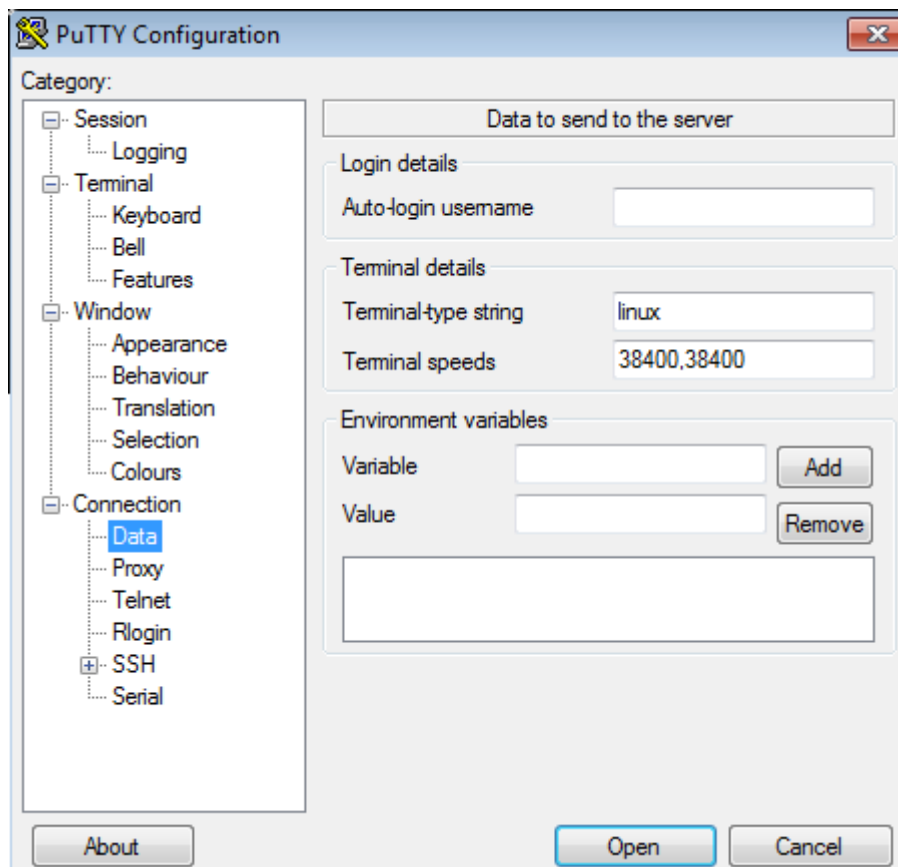 PuTTY Configuration
Category:
Session
Logging
Terminal
Keyboard
Bell
Features
Window
Appearance
Behaviour
Translation
Selection
Colours
Connection
Data
Proxy
Telnet
Rlogin
SSH
Serial
Data to send to the server
Login details
Auto-login username
Terminal details
Terminal-type string linux
Terminal speeds 38400,38400
Environment variables
Variable Add
Value Remove
About Open Cancel